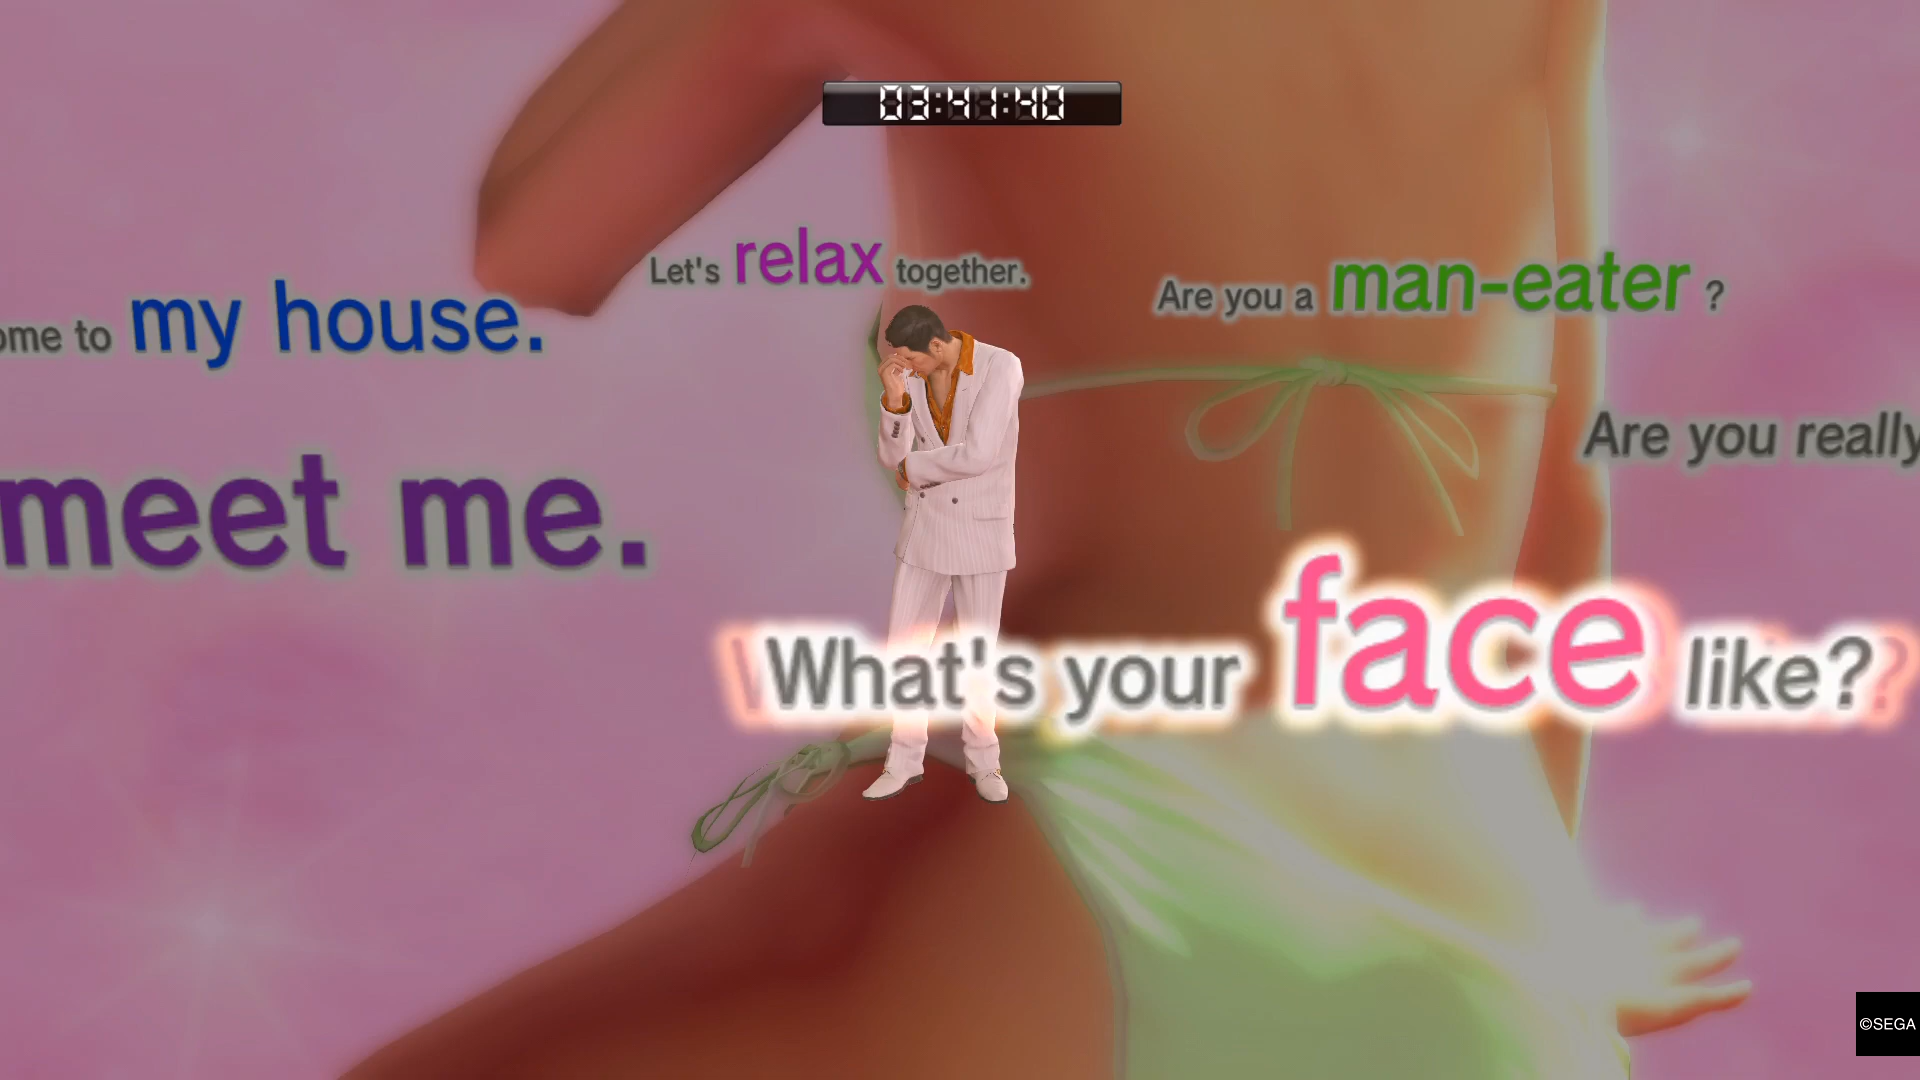 03:41:40
Let's relax together.
Are you a man-eater ?
to my house.
Are you really
meet me.
What's your face like?
©SEGA